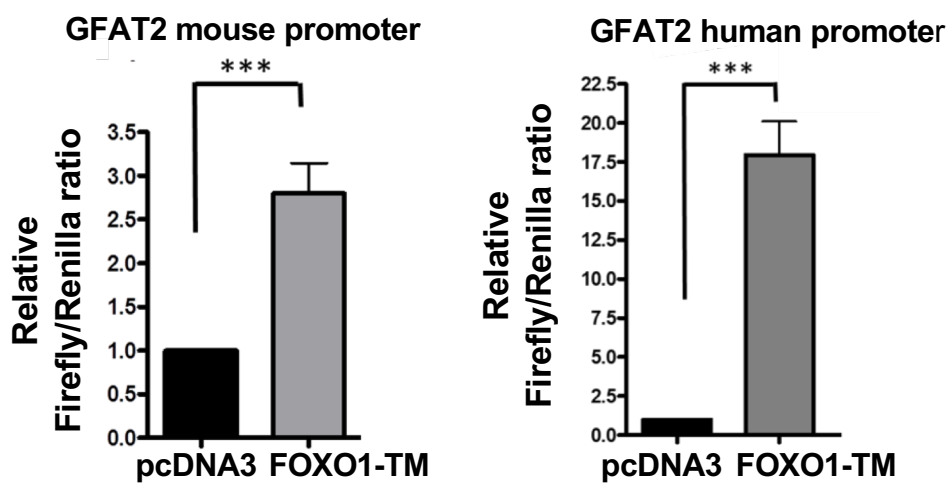 GFAT2 mouse promoter
***
3.5
3.0
2.5
2.0
1.5
1.0
0.5
0.0
Relative
Firefly/Renilla ratio
pcDNA3 FOXO1-TM
GFAT2 human promoter
***
22.5
20.0
17.5
15.0
12.5
10.0
7.5
5.0
2.5
0.0
Relative
Firefly/Renilla ratio
pcDNA3 FOXO1-TM